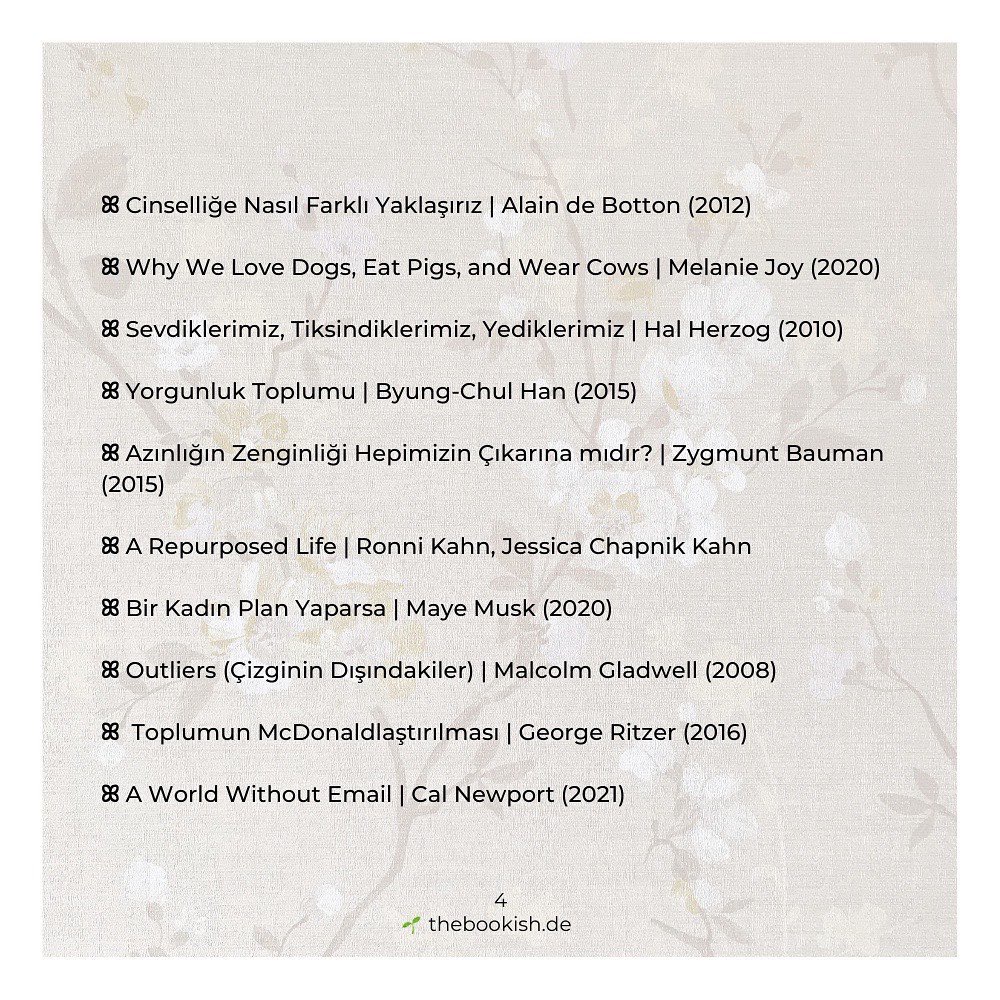 ꕥ Cinselliğe Nasıl Farklı Yaklaşırız | Alain de Botton (2012)
ꕥ Why We Love Dogs, Eat Pigs, and Wear Cows | Melanie Joy (2020)
ꕥ Sevdiklerimiz, Tiksindiklerimiz, Yediklerimiz | Hal Herzog (2010)
ꕥ Yorgunluk Toplumu | Byung-Chul Han (2015)
ꕥ Azınlığın Zenginliği Hepimizin Çıkarına mıdır? | Zygmunt Bauman
(2015)
ꕥ A Repurposed Life | Ronni Kahn, Jessica Chapnik Kahn
ꕥ Bir Kadın Plan Yaparsa | Maye Musk (2020)
ꕥ Outliers (Çizginin Dışındakiler) | Malcolm Gladwell (2008)
ꕥ Toplumun McDonaldlaştırılması | George Ritzer (2016)
ꕥ A World Without Email | Cal Newport (2021)
4
🌱 thebookish.de